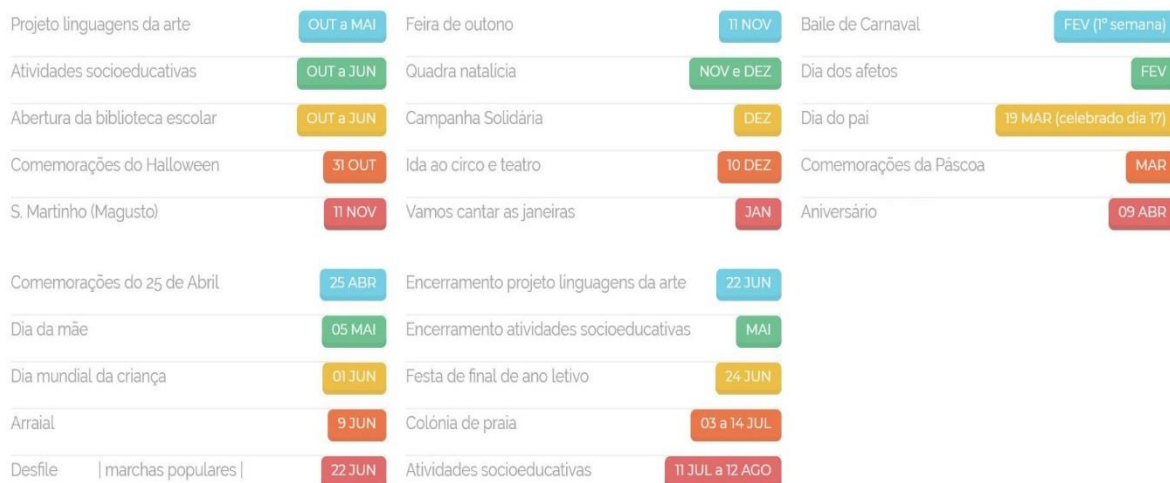 Projeto linguagens da arte OUT a MAI
Atividades socioeducativas OUT a JUN
Abertura da biblioteca escolar OUT a JUN
Comemorações do Halloween 31 OUT
S. Martinho (Magusto) 11 NOV
Feira de outono 11 NOV
Quadra natalícia NOV e DEZ
Campanha Solidária DEZ
Ida ao circo e teatro 10 DEZ
Vamos cantar as janeiras JAN
Baile de Carnaval FEV (1º semana)
Dia dos afetos FEV
Dia do pai 19 MAR (celebrado dia 17)
Comemorações da Páscoa MAR
Aniversário 09 ABR
Comemorações do 25 de Abril 25 ABR
Dia da mãe 05 MAI
Dia mundial da criança 01 JUN
Arraial 9 JUN
Desfile | marchas populares | 22 JUN
Encerramento projeto linguagens da arte 22 JUN
Encerramento atividades socioeducativas MAI
Festa de final de ano letivo 24 JUN
Colónia de praia 03 a 14 JUL
Atividades socioeducativas 11 JUL a 12 AGO